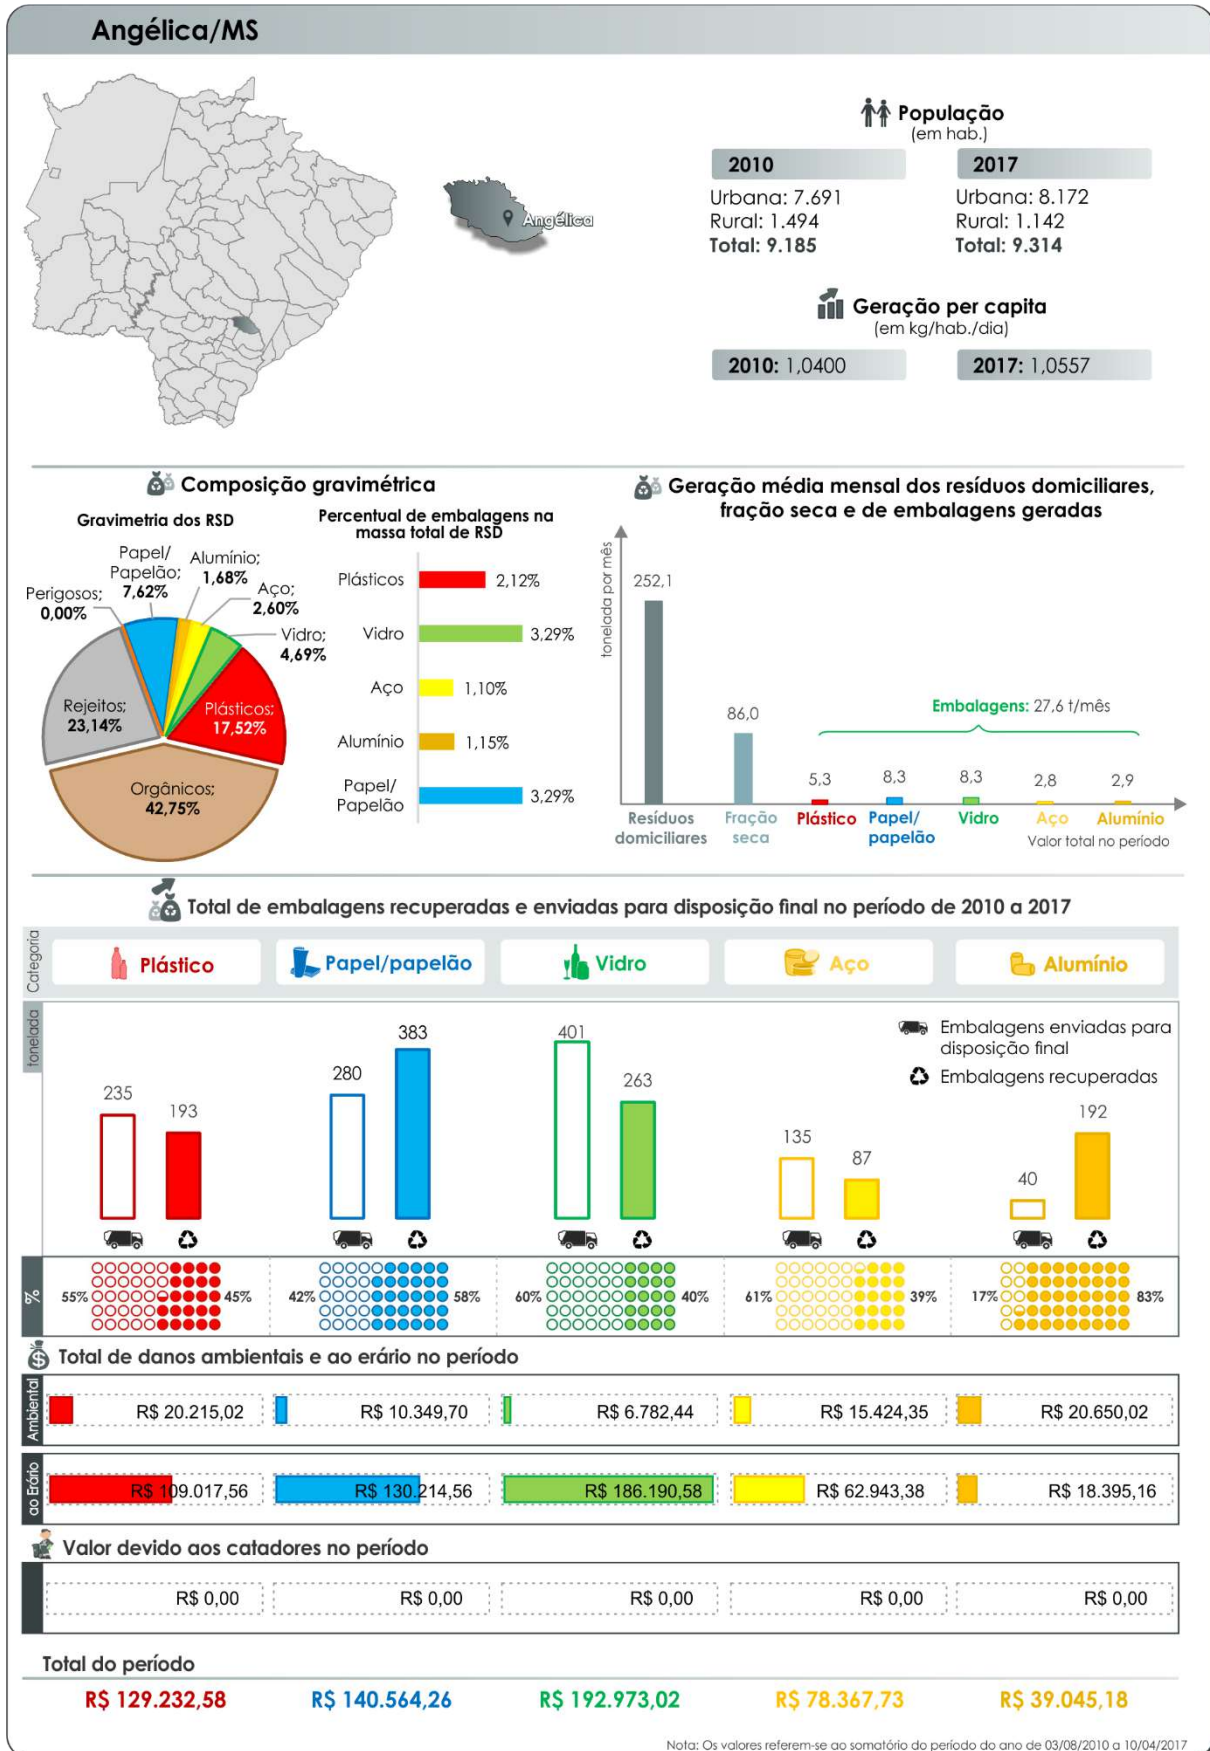 Angélica/MS
Angélica
População
(em hab.)
2010
2017
Urbana: 7.691
Rural: 1.494
Total: 9.185
Urbana: 8.172
Rural: 1.142
Total: 9.314
Geração per capita
(em kg/hab./dia)
2010: 1,0400
2017: 1,0557
Composição gravimétrica
Gravimetria dos RSD
Papel/
Papelão;
7,62%
Alumínio;
1,68%
Aço;
2,60%
Perigosos;
0,00%
Vidro;
4,69%
Rejeitos;
23,14%
Plásticos;
17,52%
Orgânicos;
42,75%
Percentual de embalagens na
massa total de RSD
Plásticos
2,12%
Vidro
3,29%
Aço
1,10%
Alumínio
1,15%
Papel/
Papelão
3,29%
Geração média mensal dos resíduos domiciliares,
fração seca e de embalagens geradas
tonelada por mês
252,1
86,0
Embalagens: 27,6 t/mês
5,3
8,3
8,3
2,8
2,9
Resíduos
domiciliares
Fração
seca
Plástico
Papel/
papelão
Vidro
Aço
Alumínio
Valor total no período
Total de embalagens recuperadas e enviadas para disposição final no período de 2010 a 2017
Categoria
Plástico
Papel/papelão
Vidro
Aço
Alumínio
tonelada
235
193
280
383
401
263
135
87
40
192
Embalagens enviadas para
disposição final
Embalagens recuperadas
%
55%
45%
42%
58%
60%
40%
61%
39%
17%
83%
Total de danos ambientais e ao erário no período
Ambiental
R$ 20.215,02
R$ 10.349,70
R$ 6.782,44
R$ 15.424,35
R$ 20.650,02
ao Erário
R$ 109.017,56
R$ 130.214,56
R$ 186.190,58
R$ 62.943,38
R$ 18.395,16
Valor devido aos catadores no período
R$ 0,00
R$ 0,00
R$ 0,00
R$ 0,00
R$ 0,00
Total do período
R$ 129.232,58
R$ 140.564,26
R$ 192.973,02
R$ 78.367,73
R$ 39.045,18
Nota: Os valores referem-se ao somatório do período do ano de 03/08/2010 a 10/04/2017